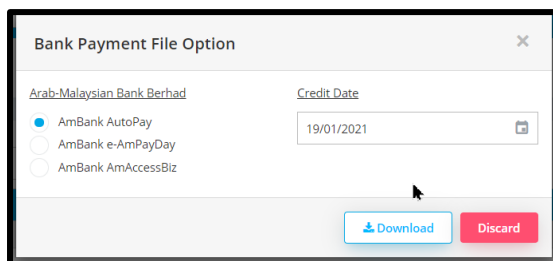 Bank Payment File Option
Arab-Malaysian Bank Berhad
AmBank AutoPay
AmBank e-AmPayDay
AmBank AmAccessBiz
Credit Date
19/01/2021
Download
Discard